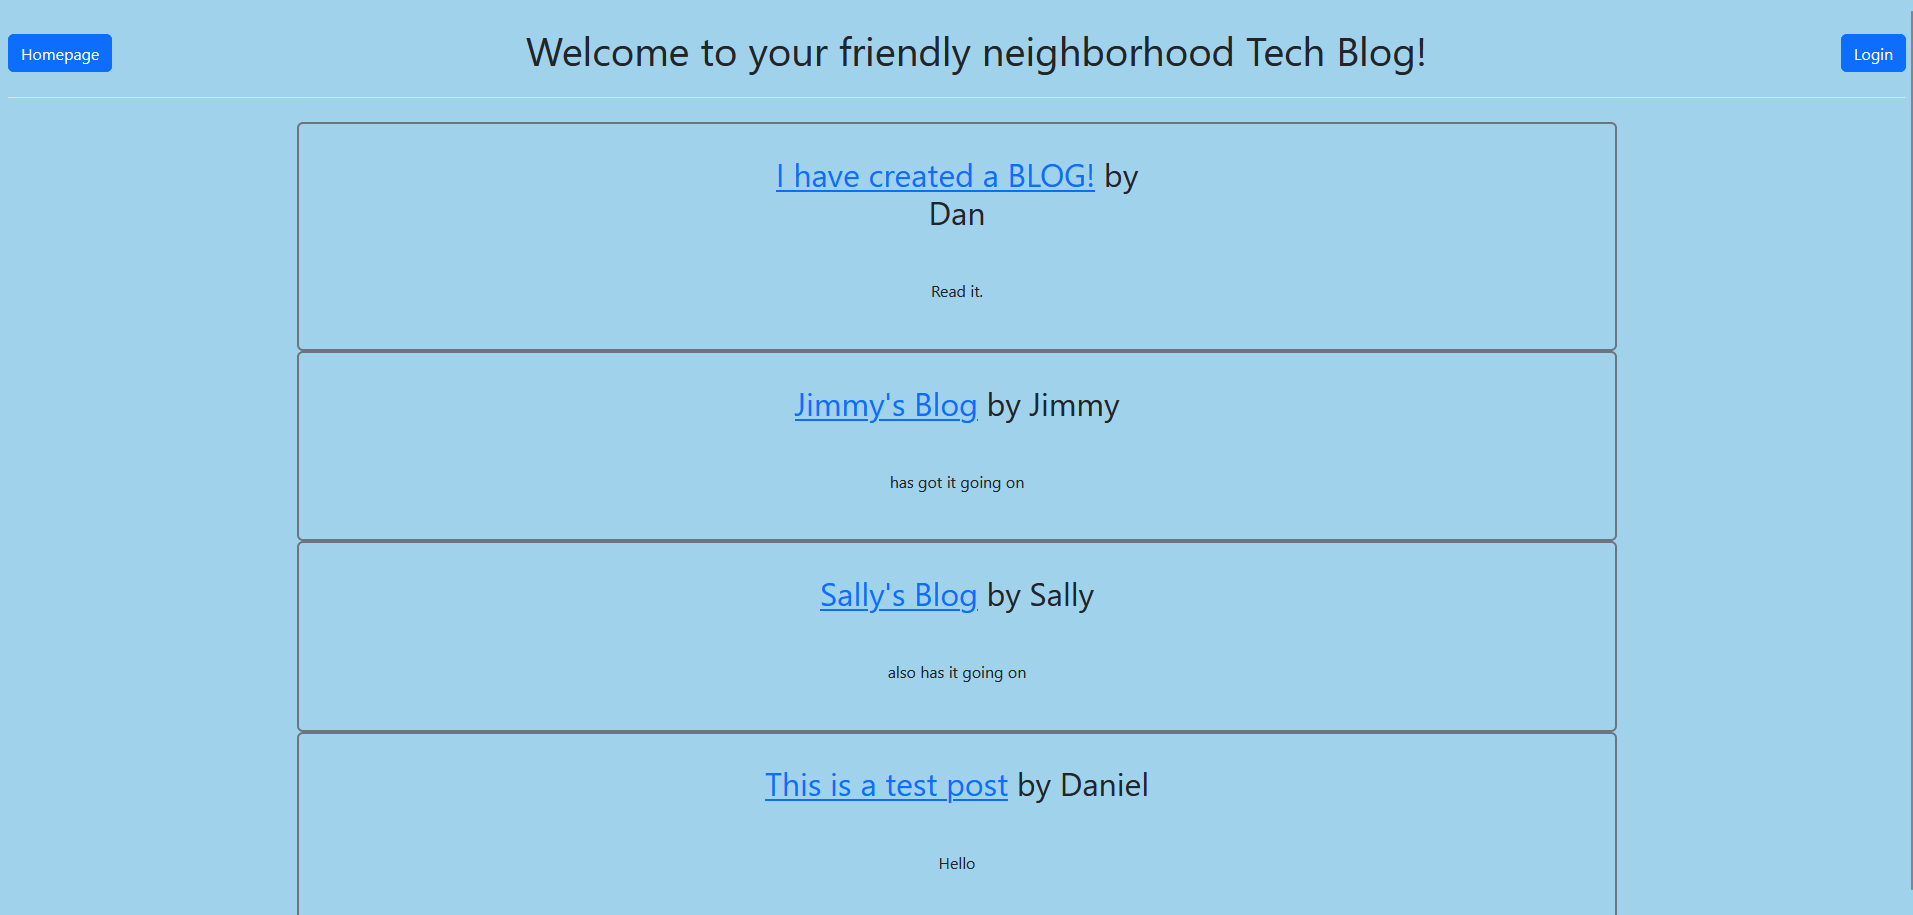 Homepage
Welcome to your friendly neighborhood Tech Blog!
Login
I have created a BLOG! by
Dan
Read it.
Jimmy's Blog by Jimmy
has got it going on
Sally's Blog by Sally
also has it going on
This is a test post by Daniel
Hello